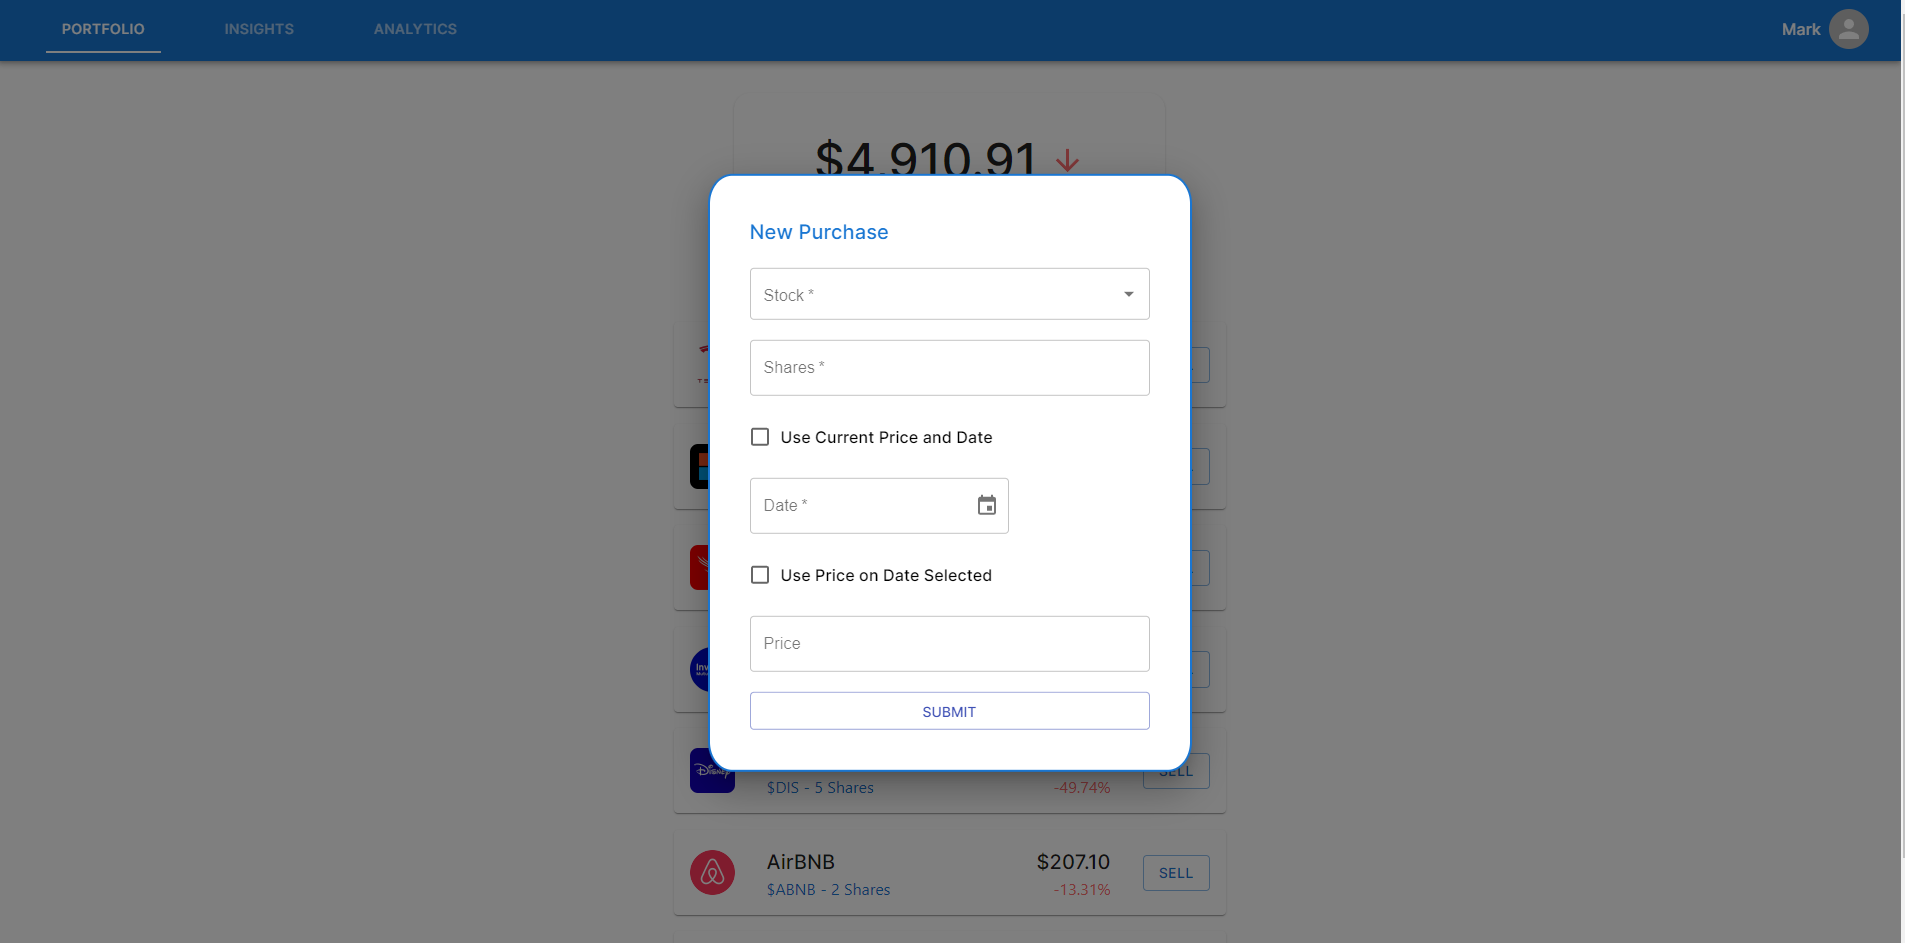 PORTFOLIO INSIGHTS ANALYTICS Mark
$4,910.91
New Purchase
Stock *
Shares *
Use Current Price and Date
Date *
Use Price on Date Selected
Price
SUBMIT
Disney
SELL
$DIS - 5 Shares -49.74%
AirBNB $207.10
SELL
$ABNB - 2 Shares -13.31%